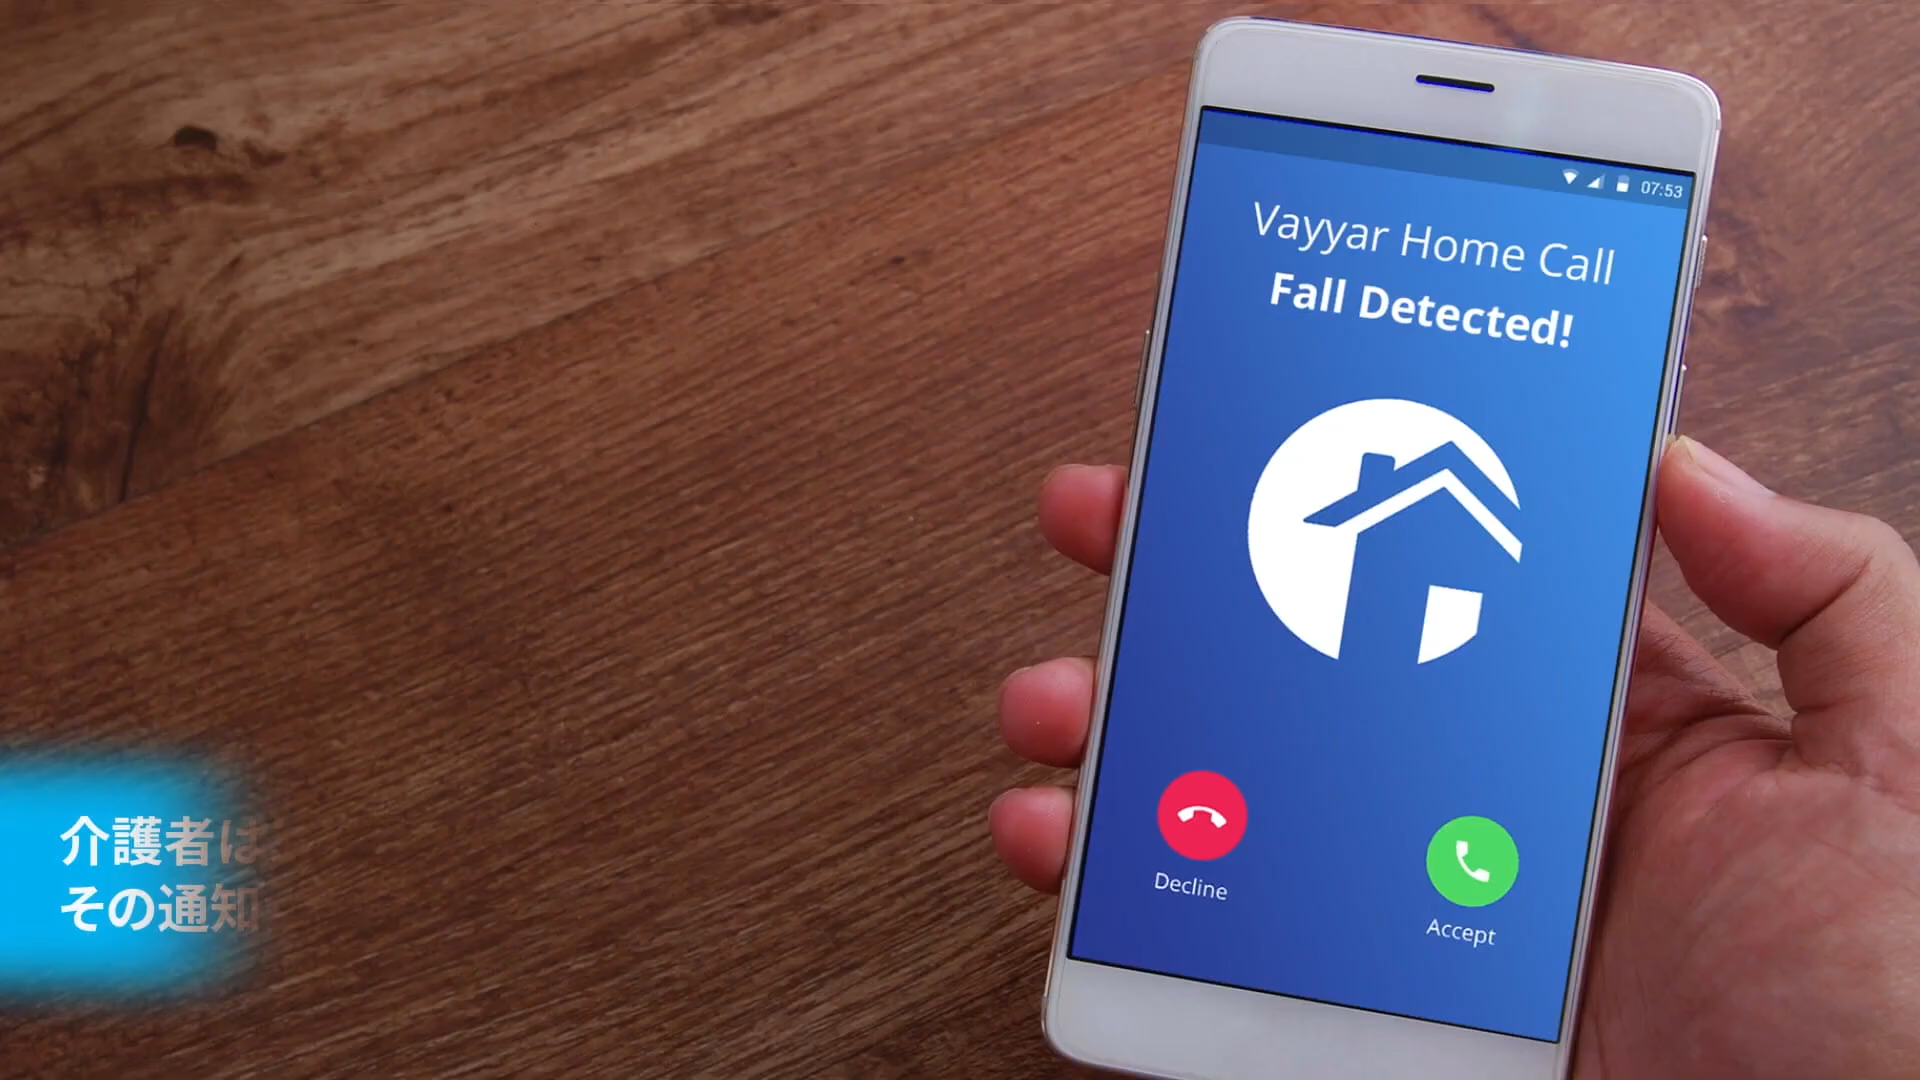 07:53
Vayyar Home Call
Fall Detected!
Decline
Accept
介護者は
その通知